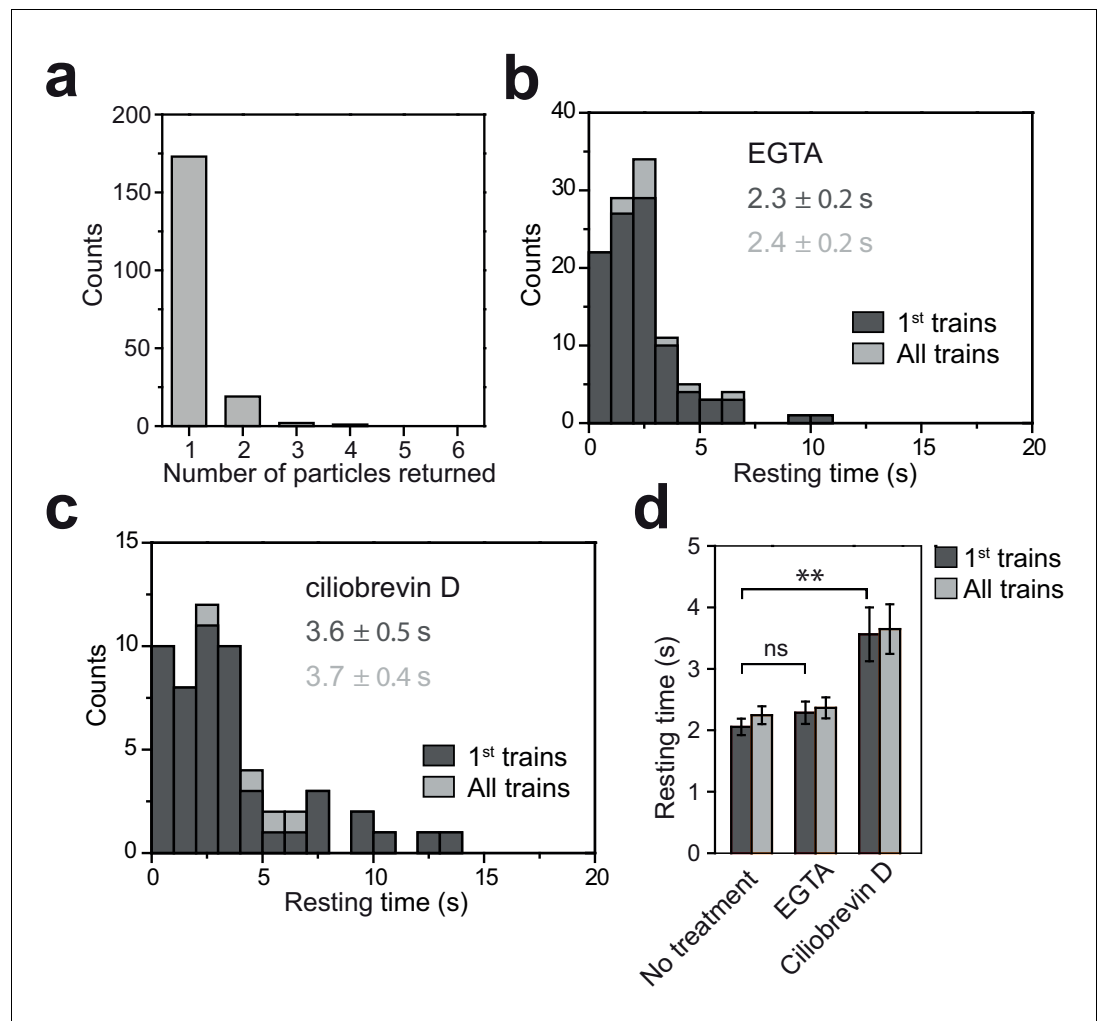 a
200
150
100
50
0
Counts
1 2 3 4 5 6
Number of particles returned
b
40
30
20
10
0
Counts
EGTA
2.3 ± 0.2 s
2.4 ± 0.2 s
1st trains
All trains
0 5 10 15 20
Resting time (s)
c
15
10
5
0
Counts
ciliobrevin D
3.6 ± 0.5 s
3.7 ± 0.4 s
1st trains
All trains
0 5 10 15 20
Resting time (s)
d
5
4
3
2
1
0
Resting time (s)
**
ns
1st trains
All trains
No treatment
EGTA
Ciliobrevin D